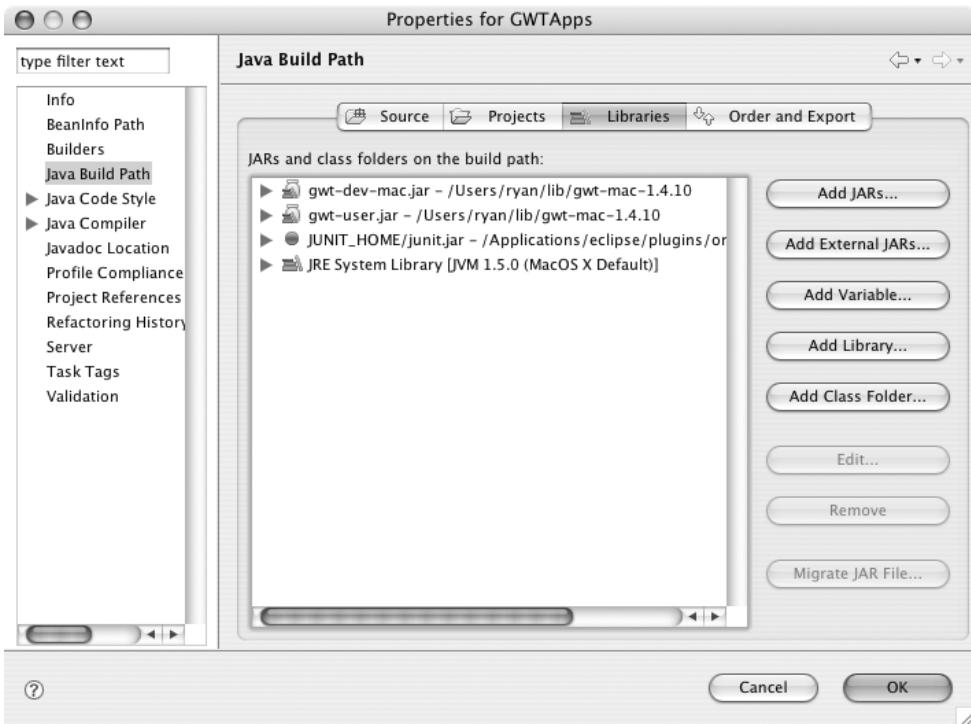 Properties for GWTApps
type filter text
Info
BeanInfo Path
Builders
Java Build Path
Java Code Style
Java Compiler
Javadoc Location
Profile Compliance
Project References
Refactoring History
Server
Task Tags
Validation
Java Build Path
Source Projects Libraries Order and Export
JARs and class folders on the build path:
gwt-dev-mac.jar – /Users/ryan/lib/gwt-mac-1.4.10
gwt-user.jar – /Users/ryan/lib/gwt-mac-1.4.10
JUNIT_HOME/junit.jar – /Applications/eclipse/plugins/or
JRE System Library [JVM 1.5.0 (MacOS X Default)]
Add JARs...
Add External JARs...
Add Variable...
Add Library...
Add Class Folder...
Edit...
Remove
Migrate JAR File...
?
Cancel OK